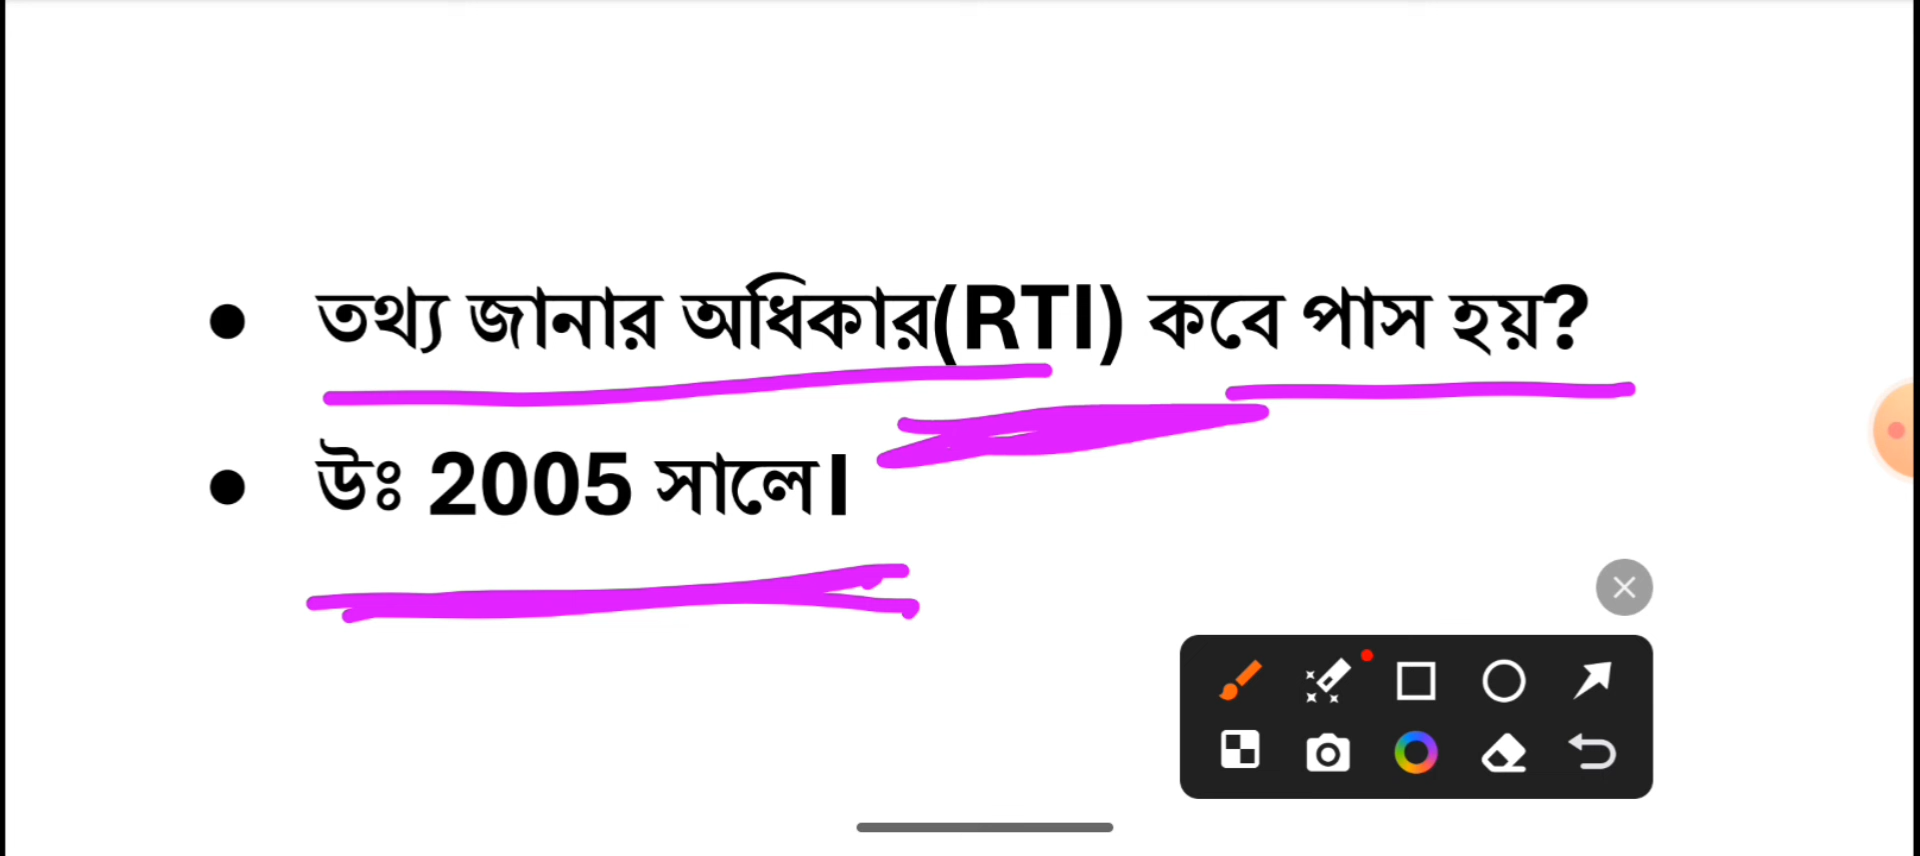 ● তথ্য জানার অধিকার(RTI) কবে পাস হয়?
● উঃ 2005 সালে।